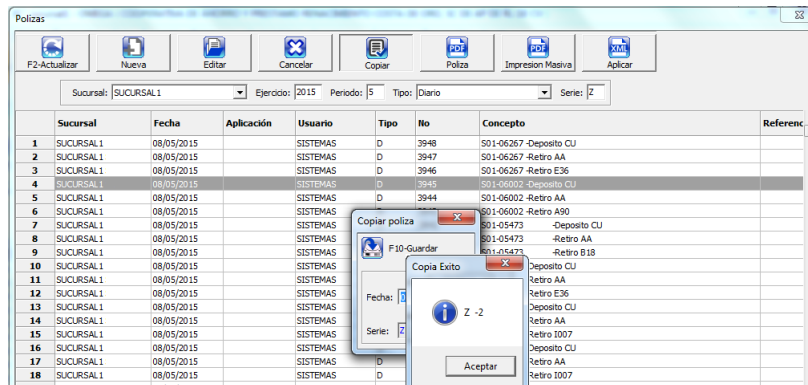 Polizas
F2-Actualizar Nueva Editar Cancelar Copiar PDF Poliza PDF Impresion Masiva XML Aplicar
Sucursal: SUCURSAL1 Ejercicio: 2015 Periodo: 5 Tipo: Diario Serie: Z
Sucursal Fecha Aplicación Usuario Tipo No Concepto Referenc
1 SUCURSAL1 08/05/2015 SISTEMAS D 3948 S01-06267 -Deposito CU
2 SUCURSAL1 08/05/2015 SISTEMAS D 3947 S01-06267 -Retiro AA
3 SUCURSAL1 08/05/2015 SISTEMAS D 3946 S01-06267 -Retiro E36
4 SUCURSAL1 08/05/2015 SISTEMAS D 3945 S01-06002 -Deposito CU
5 SUCURSAL1 08/05/2015 SISTEMAS D 3944 S01-06002 -Retiro AA
6 SUCURSAL1 08/05/2015 SISTEMAS S01-06002 -Retiro A90
7 SUCURSAL1 08/05/2015 SISTEMAS S01-05473 -Deposito CU
8 SUCURSAL1 08/05/2015 SISTEMAS S01-05473 -Retiro AA
9 SUCURSAL1 08/05/2015 SISTEMAS S01-05473 -Retiro B18
10 SUCURSAL1 08/05/2015 SISTEMAS Deposito CU
11 SUCURSAL1 08/05/2015 SISTEMAS Retiro AA
12 SUCURSAL1 08/05/2015 SISTEMAS Retiro E36
13 SUCURSAL1 08/05/2015 SISTEMAS Deposito CU
14 SUCURSAL1 08/05/2015 SISTEMAS Retiro AA
15 SUCURSAL1 08/05/2015 SISTEMAS Retiro I007
16 SUCURSAL1 08/05/2015 SISTEMAS Deposito CU
17 SUCURSAL1 08/05/2015 SISTEMAS D Retiro AA
18 SUCURSAL1 08/05/2015 SISTEMAS D Retiro I007
Copiar poliza
F10-Guardar
Fecha:
Serie: Z
Copia Exito
Z -2
Aceptar